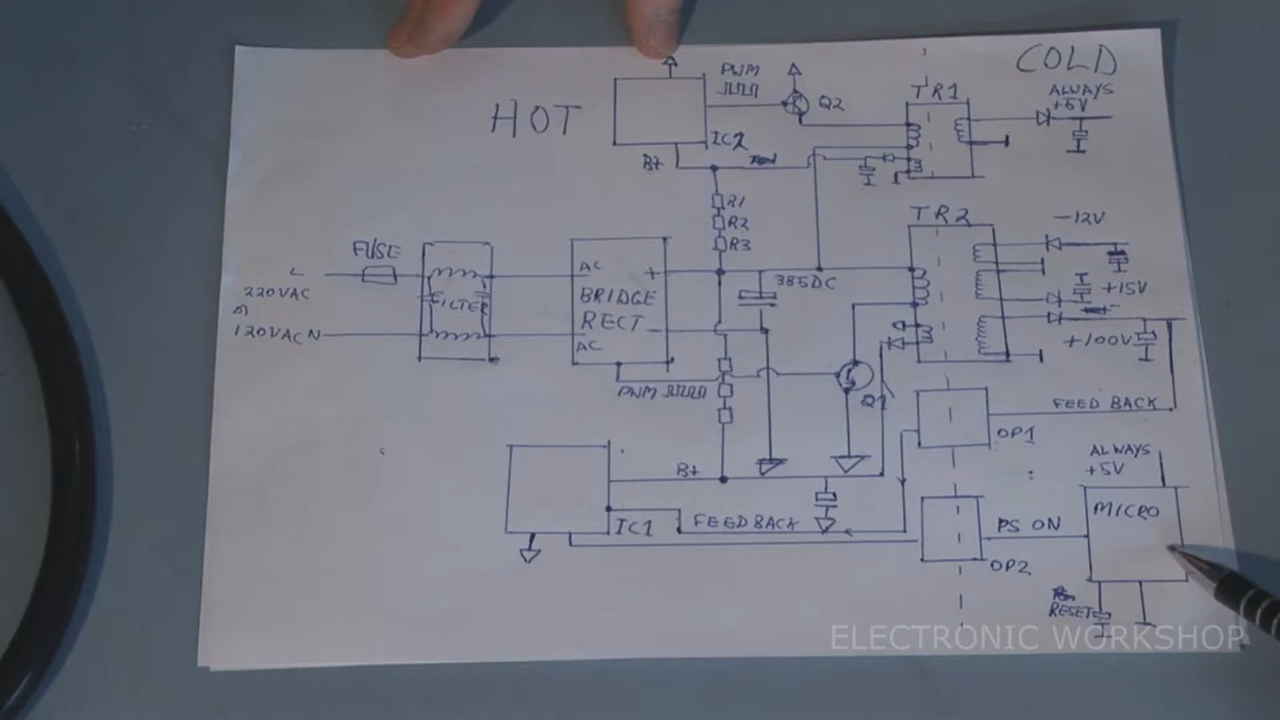 COLD
HOT
PWM
Q2
TR1
ALWAYS
+5V
IC2
B+
R1
R2
R3
TR2
-12V
FUSE
L
220VAC
120VAC N
FILTER
AC
+
BRIDGE
RECT
-
AC
385DC
+15V
+100V
PWM
Q1
FEED BACK
OP1
B+
ALWAYS
+5V
IC1
FEED BACK
PS ON
MICRO
OP2
RESET
ELECTRONIC WORKSHOP